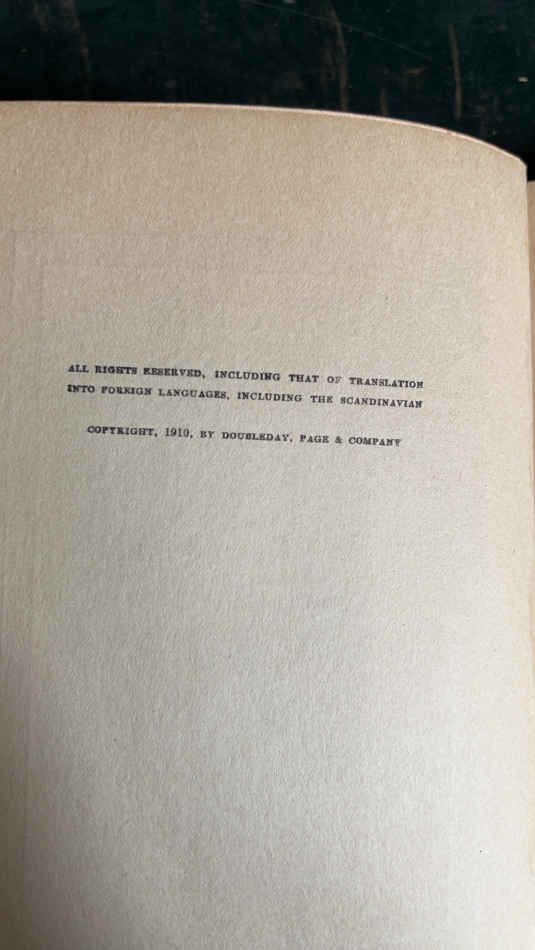 ALL RIGHTS RESERVED, INCLUDING THAT OF TRANSLATION
INTO FOREIGN LANGUAGES, INCLUDING THE SCANDINAVIAN
COPYRIGHT, 1910, BY DOUBLEDAY, PAGE & COMPANY